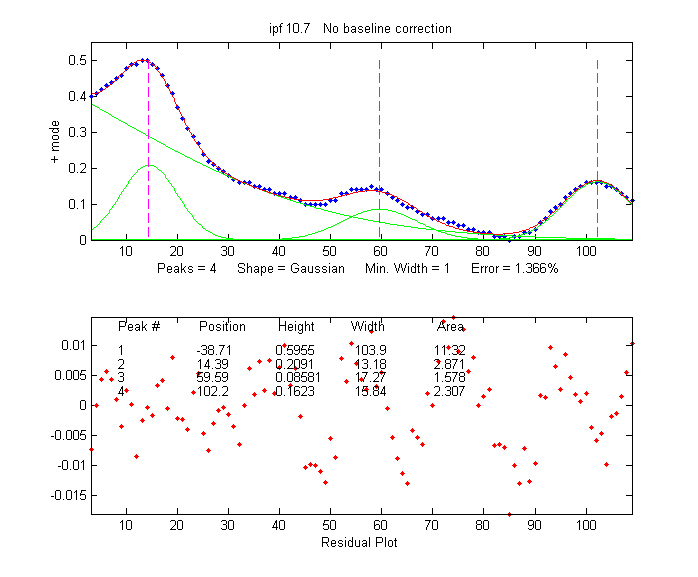 ipf 10.7 No baseline correction
0.5
0.4
0.3
0.2
0.1
0
+ mode
10 20 30 40 50 60 70 80 90 100
Peaks = 4 Shape = Gaussian Min. Width = 1 Error = 1.366%
Peak # Position Height Width Area
1 -38.71 0.5955 103.9 11.32
2 14.39 0.2091 13.18 2.871
3 59.59 0.08581 17.27 1.578
4 102.2 0.1623 15.84 2.307
0.01
0.005
0
-0.005
-0.01
-0.015
10 20 30 40 50 60 70 80 90 100
Residual Plot